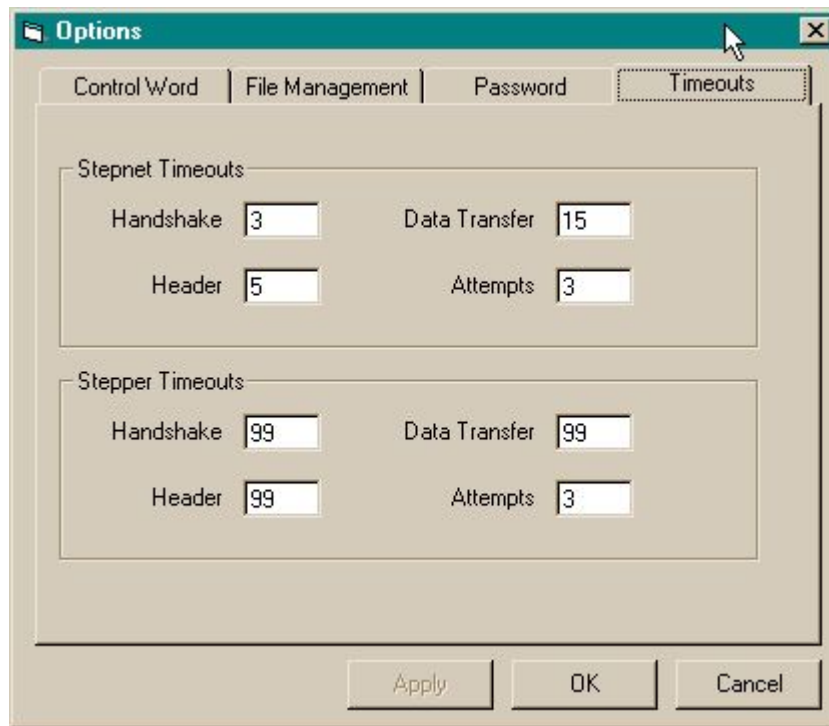 Options
Control Word File Management Password Timeouts
Stepnet Timeouts
Handshake 3 Data Transfer 15
Header 5 Attempts 3
Stepper Timeouts
Handshake 99 Data Transfer 99
Header 99 Attempts 3
Apply OK Cancel